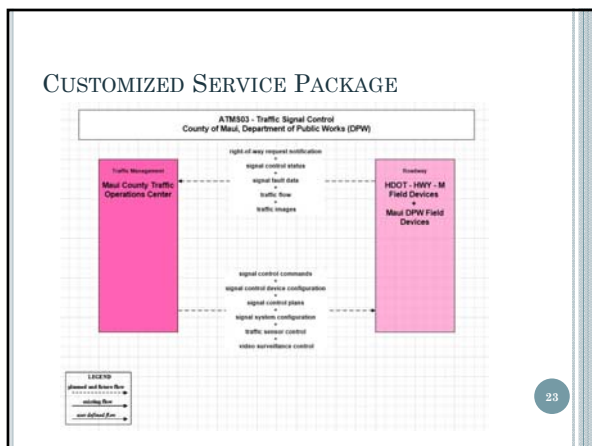 CUSTOMIZED SERVICE PACKAGE
ATMS03 - Traffic Signal Control
County of Maui, Department of Public Works (DPW)
right-of-way request notification
+
signal control status
+
signal fault data
+
traffic flow
+
traffic images
Traffic Management
Maui County Traffic
Operations Center
Roadway
HDOT - HWY - M
Field Devices
+
Maui DPW Field
Devices
signal control commands
+
signal control device configuration
+
signal control plans
+
signal system configuration
+
traffic sensor control
+
video surveillance control
LEGEND
planned and future flow
existing flow
user defined flow
23